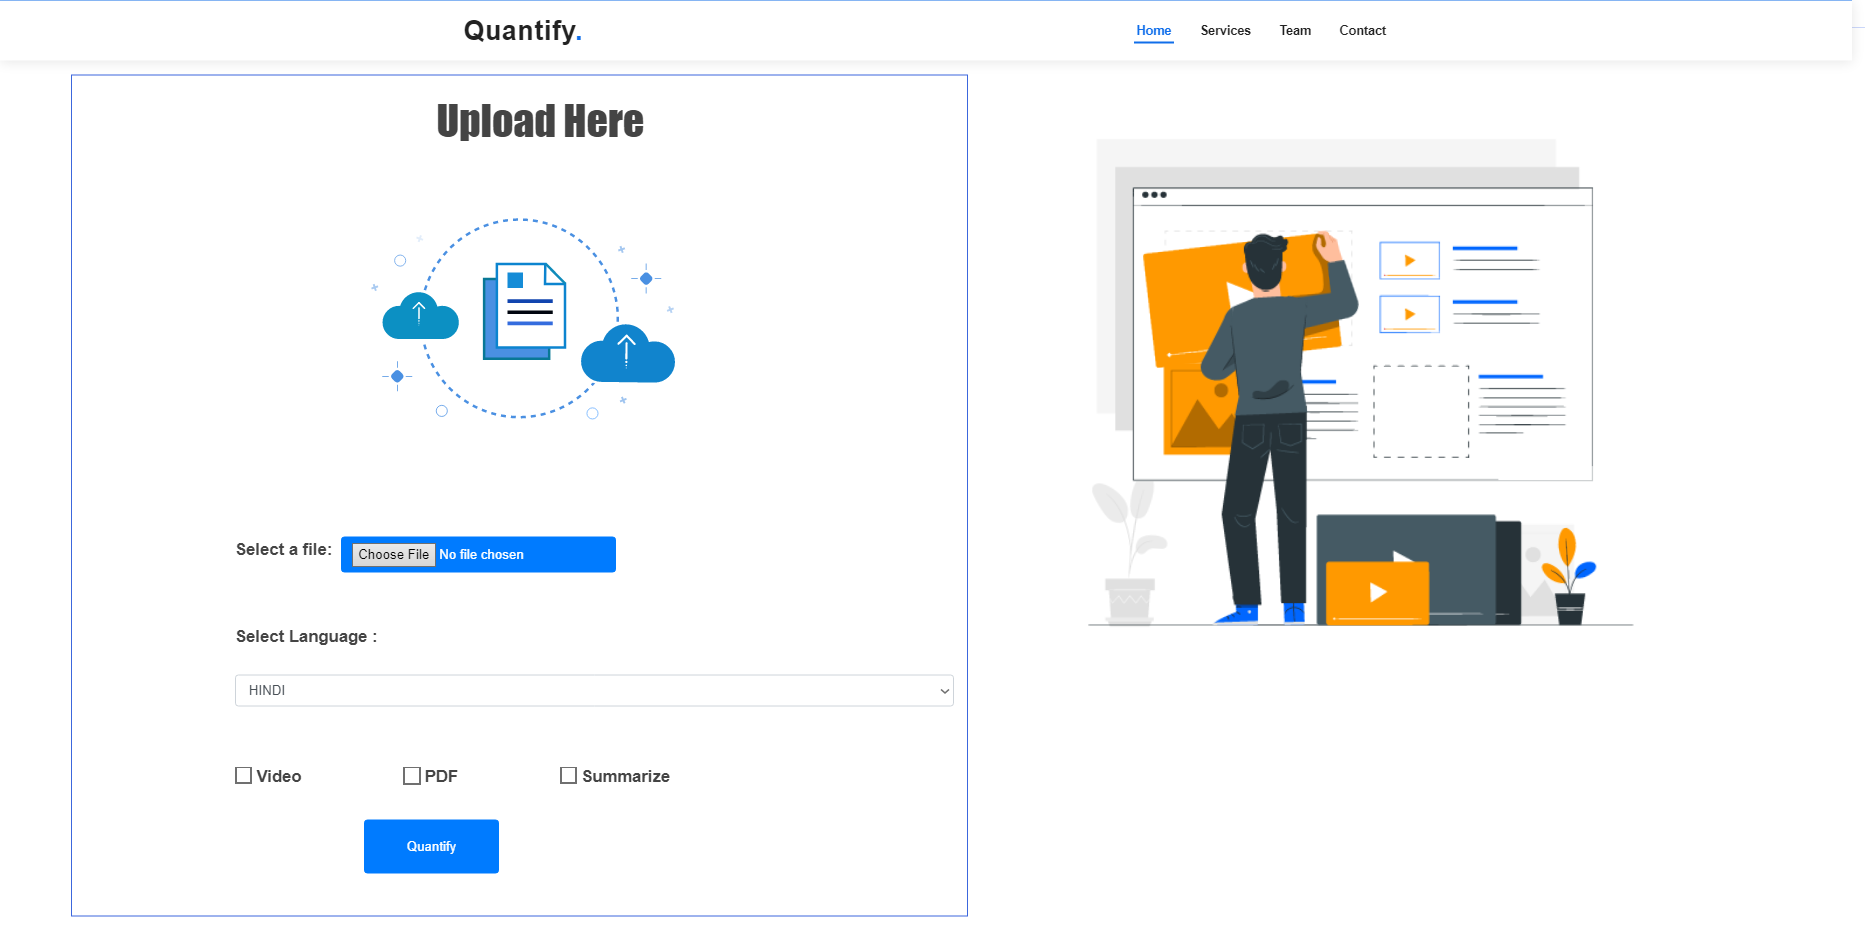 Quantify.
Home Services Team Contact
Upload Here
Select a file: Choose File No file chosen
Select Language :
HINDI
Video PDF Summarize
Quantify